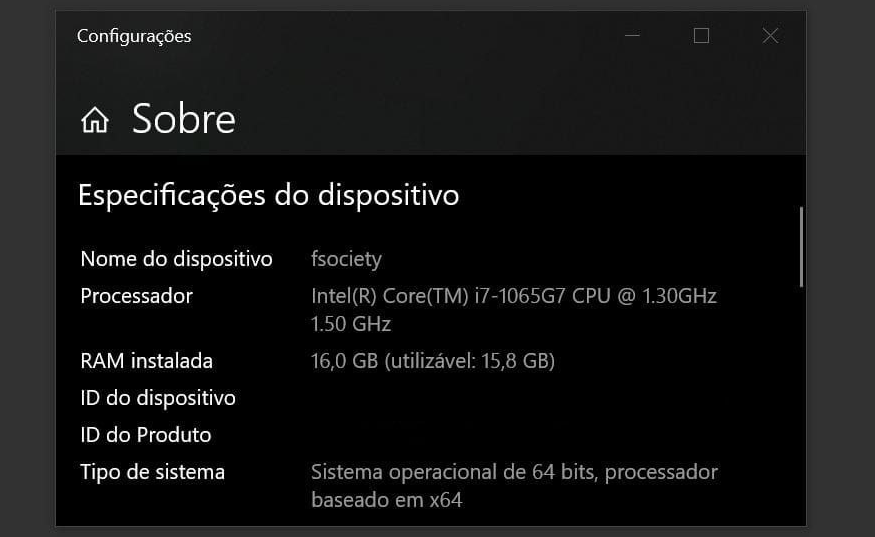 Configurações
Sobre
Especificações do dispositivo
Nome do dispositivo fsociety
Processador Intel(R) Core(TM) i7-1065G7 CPU @ 1.30GHz
1.50 GHz
RAM instalada 16,0 GB (utilizável: 15,8 GB)
ID do dispositivo
ID do Produto
Tipo de sistema Sistema operacional de 64 bits, processador
baseado em x64